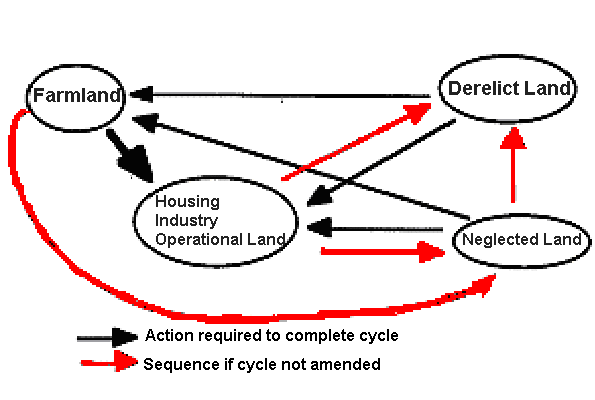 Farmland
Derelict Land
Housing
Industry
Operational Land
Neglected Land
Action required to complete cycle
Sequence if cycle not amended